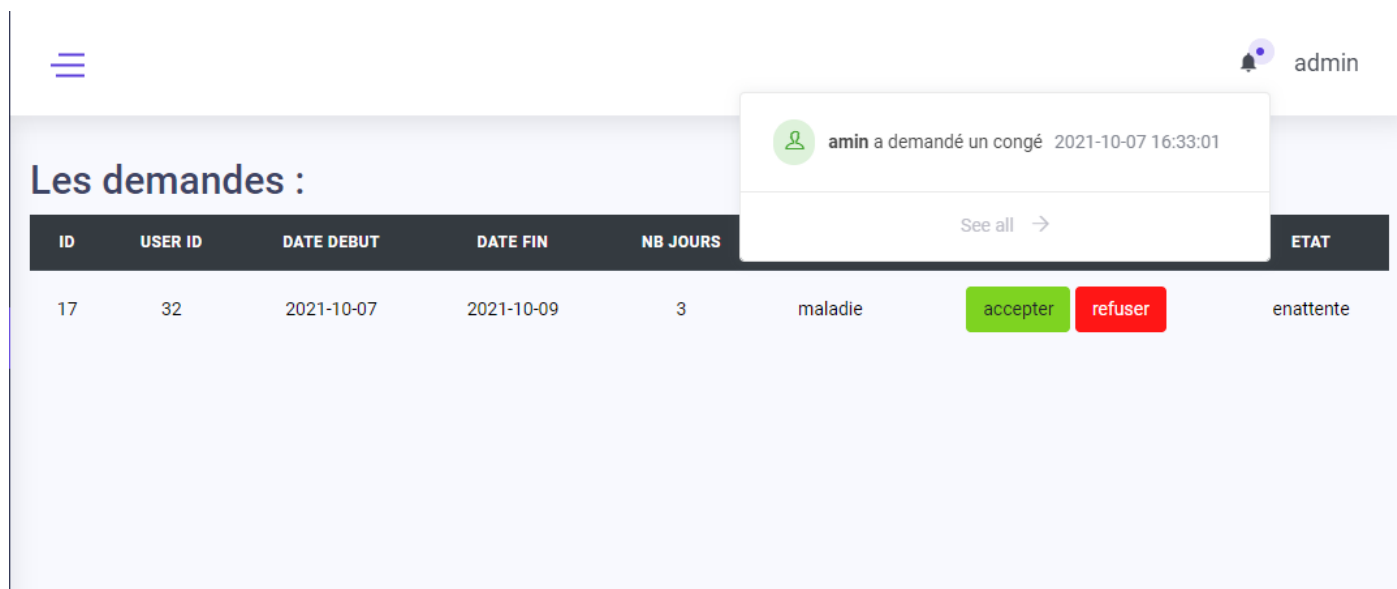 admin
amin a demandé un congé 2021-10-07 16:33:01
See all
Les demandes :
ID USER ID DATE DEBUT DATE FIN NB JOURS ETAT
17 32 2021-10-07 2021-10-09 3 maladie accepter refuser enattente